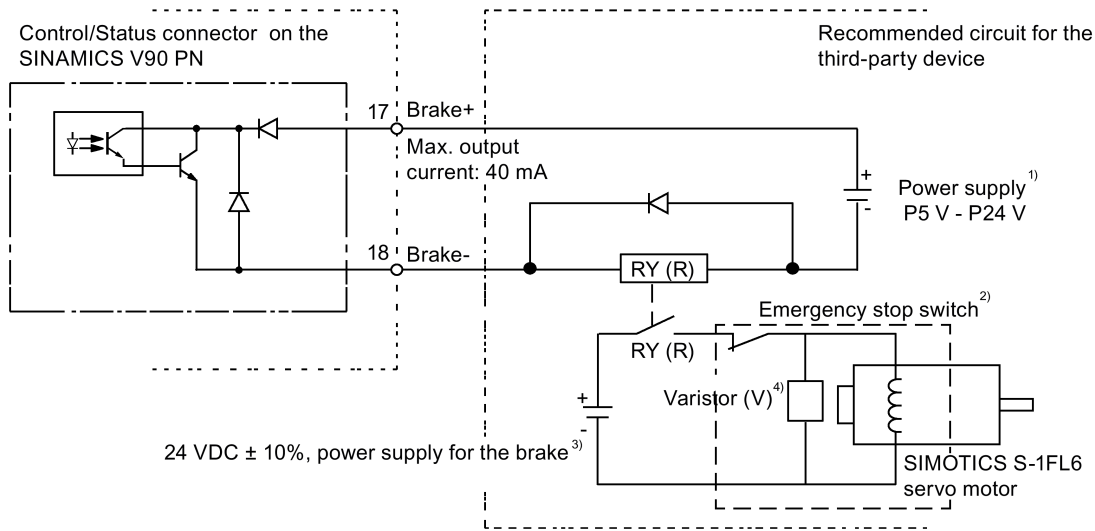 Control/Status connector on the
SINAMICS V90 PN
Recommended circuit for the
third-party device
17
Brake+
Max. output
current: 40 mA
+
-
Power supply 1)
P5 V - P24 V
18
Brake-
RY (R)
Emergency stop switch 2)
RY (R)
+
-
Varistor (V) 4)
24 VDC ± 10%, power supply for the brake 3)
SIMOTICS S-1FL6
servo motor